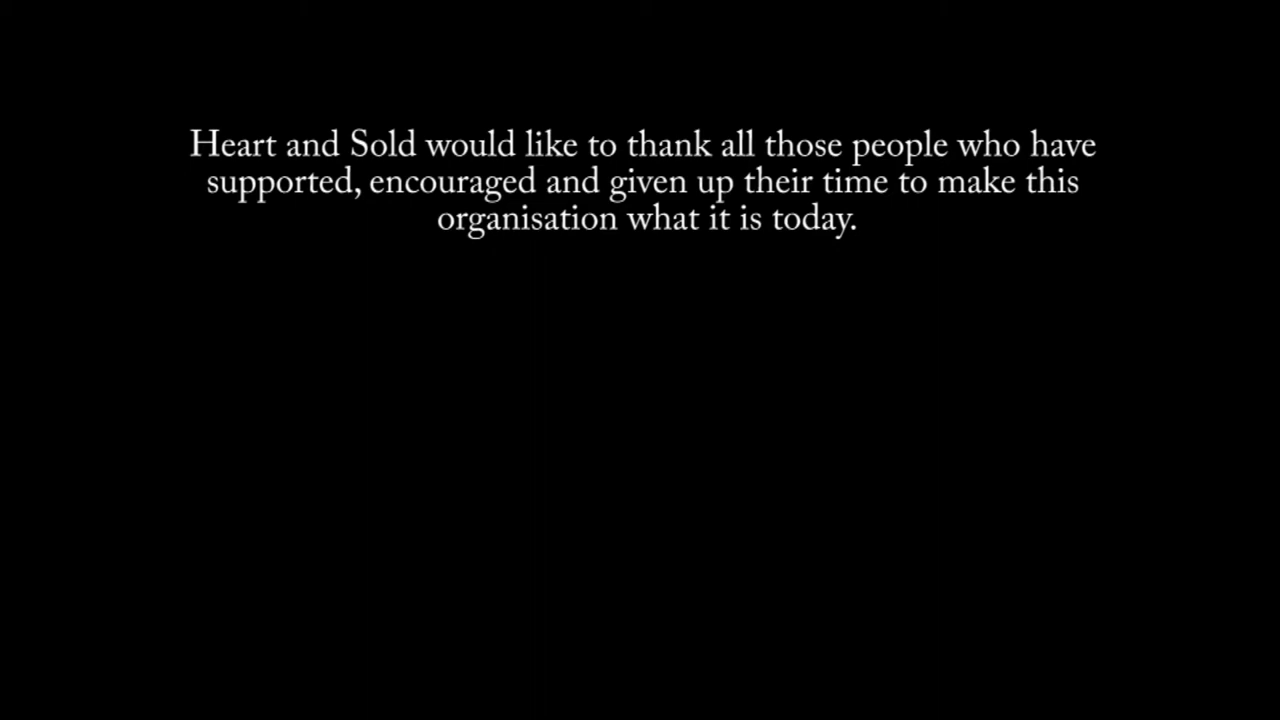 Heart and Sold would like to thank all those people who have
supported, encouraged and given up their time to make this
organisation what it is today.